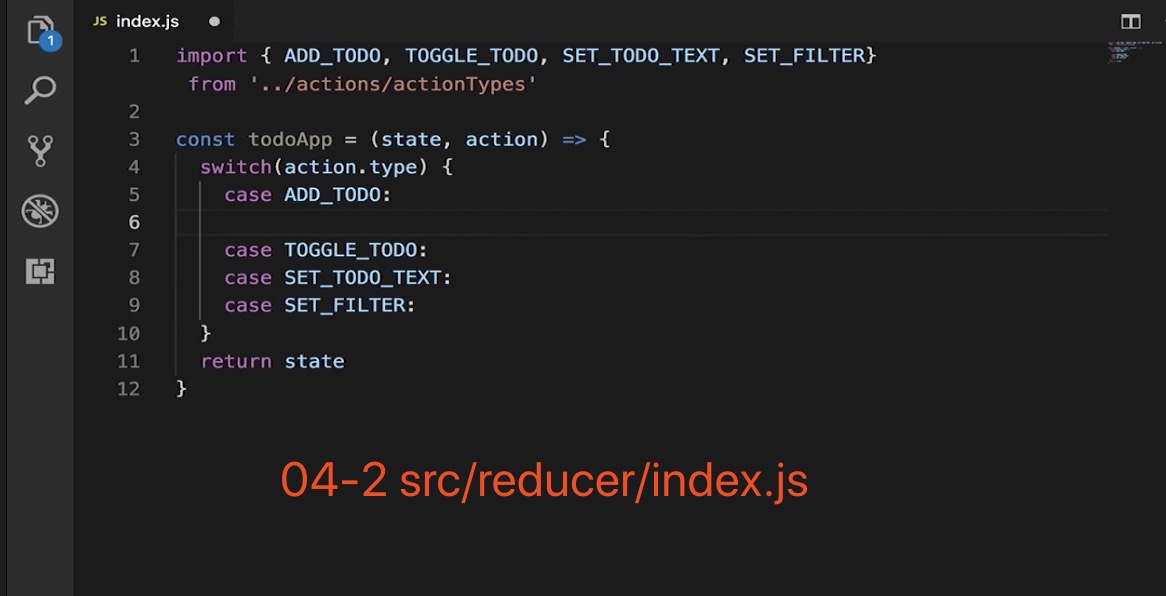 JS index.js
1
1 import { ADD_TODO, TOGGLE_TODO, SET_TODO_TEXT, SET_FILTER}
from '../actions/actionTypes'
2
3 const todoApp = (state, action) => {
4 switch(action.type) {
5 case ADD_TODO:
6
7 case TOGGLE_TODO:
8 case SET_TODO_TEXT:
9 case SET_FILTER:
10 }
11 return state
12 }
04-2 src/reducer/index.js